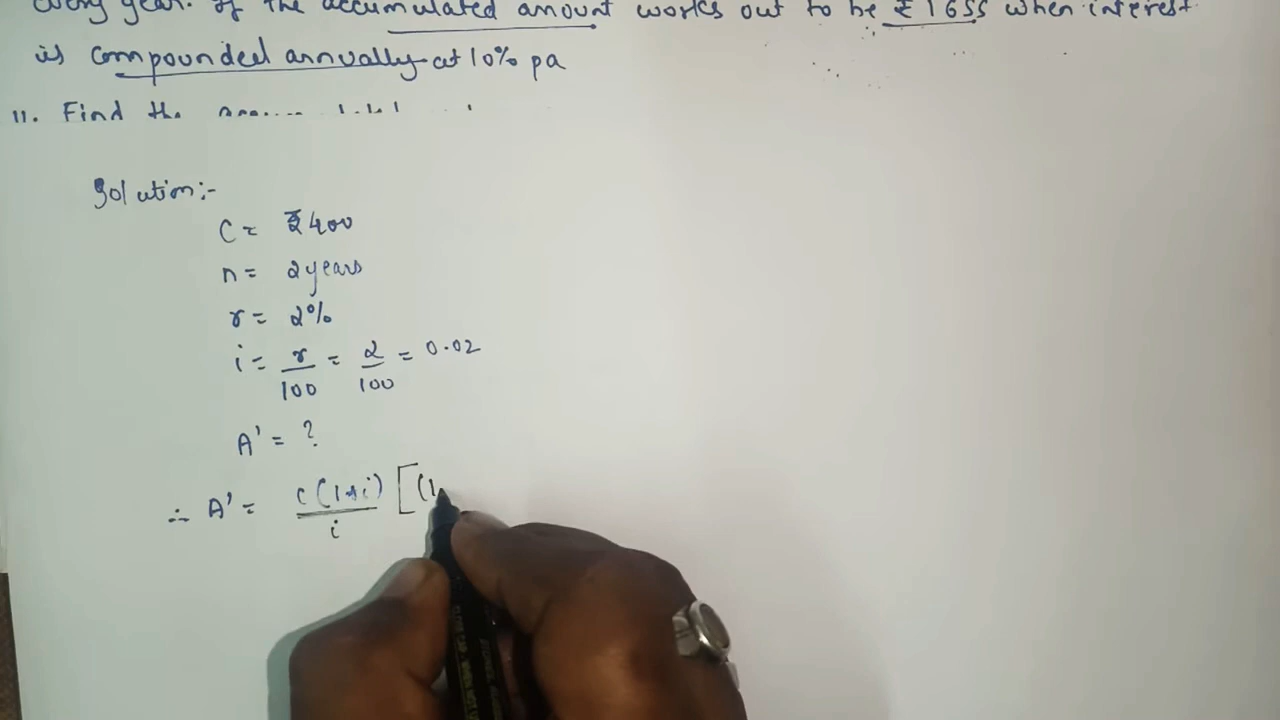 every year. If the accumulated amount works out to be ₹1655 when interest
is compounded annually at 10% pa
11. Find the
Solution:-
C = ₹400
n = 2 years
r = 2%
i = r/100 = 2/100 = 0.02
A' = ?
∴ A' = C(1+i)/i [(1